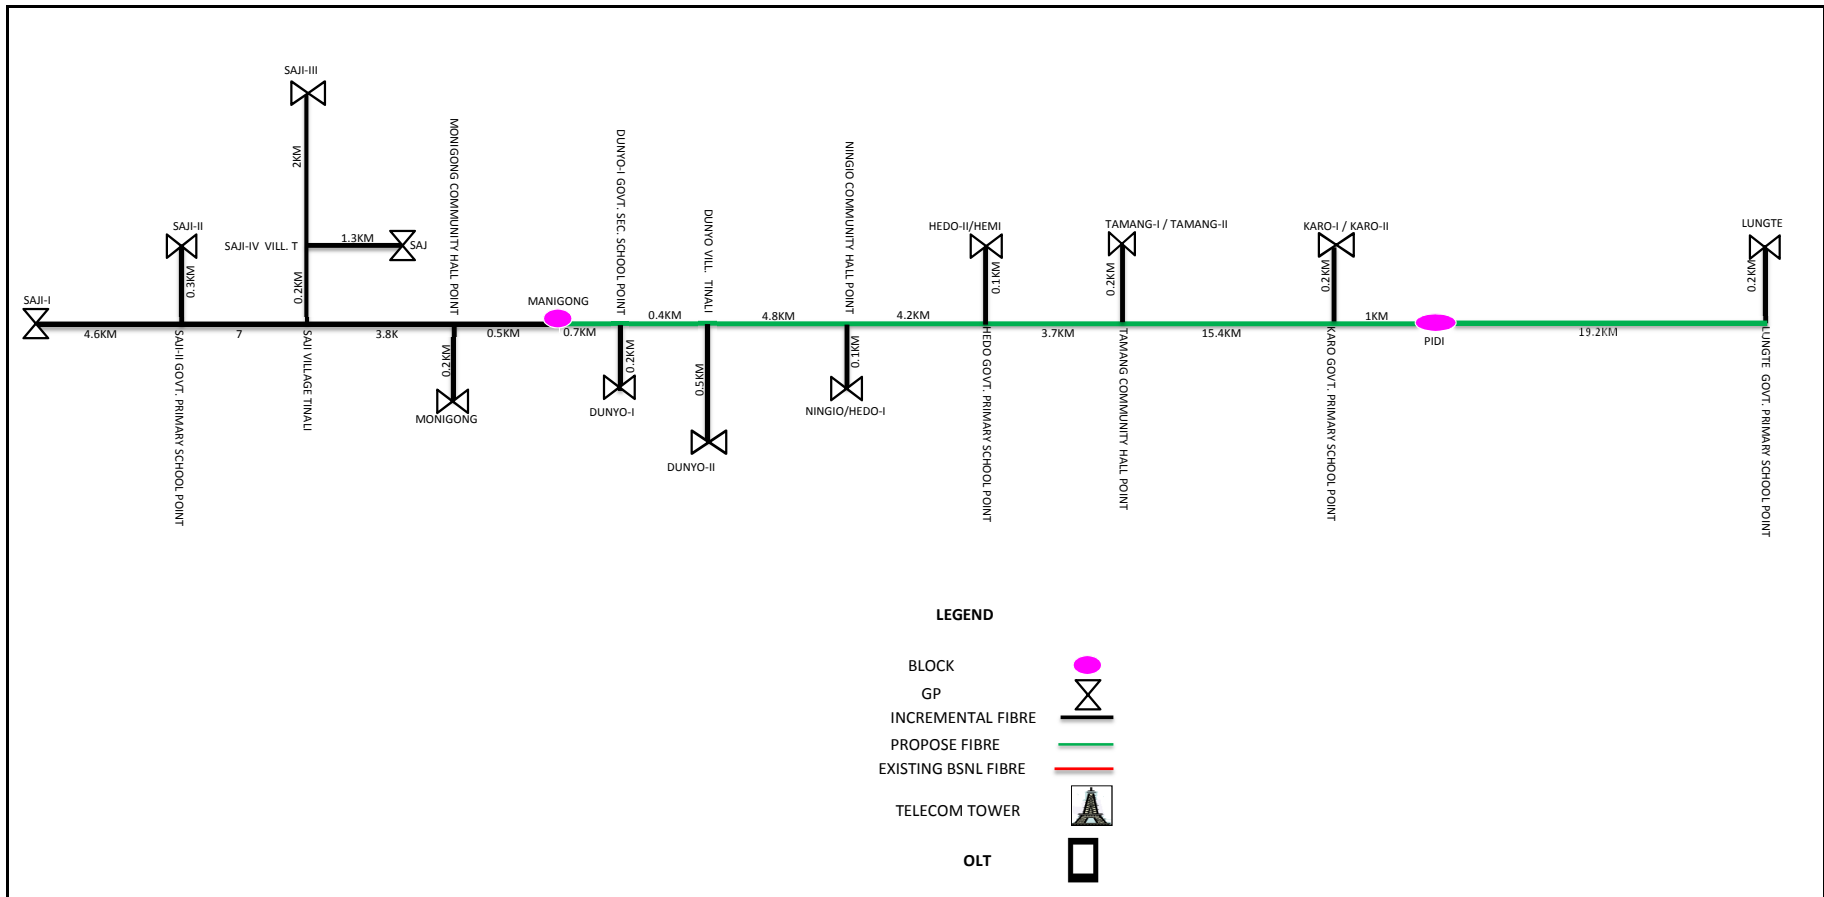 SAJI-III
MONIGONG COMMUNITY HALL POINT
DUNYO-I GOVT. SEC. SCHOOL POINT
NINGIO COMMUNITY HALL POINT
2KM
DUNYO VILL. TINALI
SAJI-II
HEDO-II/HEMI
TAMANG-I / TAMANG-II
KARO-I / KARO-II
LUNGTE
SAJI-IV VILL. T
1.3KM
SAJ
0.3KM
0.2KM
0.1KM
0.2KM
0.2KM
0.2KM
SAJI-I
MANIGONG
0.4KM
4.8KM
4.2KM
1KM
4.6KM
7
3.8K
0.5KM
0.7KM
3.7KM
15.4KM
PIDI
19.2KM
SAJI-II GOVT. PRIMARY SCHOOL POINT
SAJI VILLAGE TINALI
0.2KM
0.2KM
0.5KM
0.1KM
HEDO GOVT. PRIMARY SCHOOL POINT
TAMANG COMMUNITY HALL POINT
KARO GOVT. PRIMARY SCHOOL POINT
LUNGTE GOVT. PRIMARY SCHOOL POINT
MONIGONG
DUNYO-I
NINGIO/HEDO-I
DUNYO-II
LEGEND
BLOCK
GP
INCREMENTAL FIBRE
PROPOSE FIBRE
EXISTING BSNL FIBRE
TELECOM TOWER
OLT